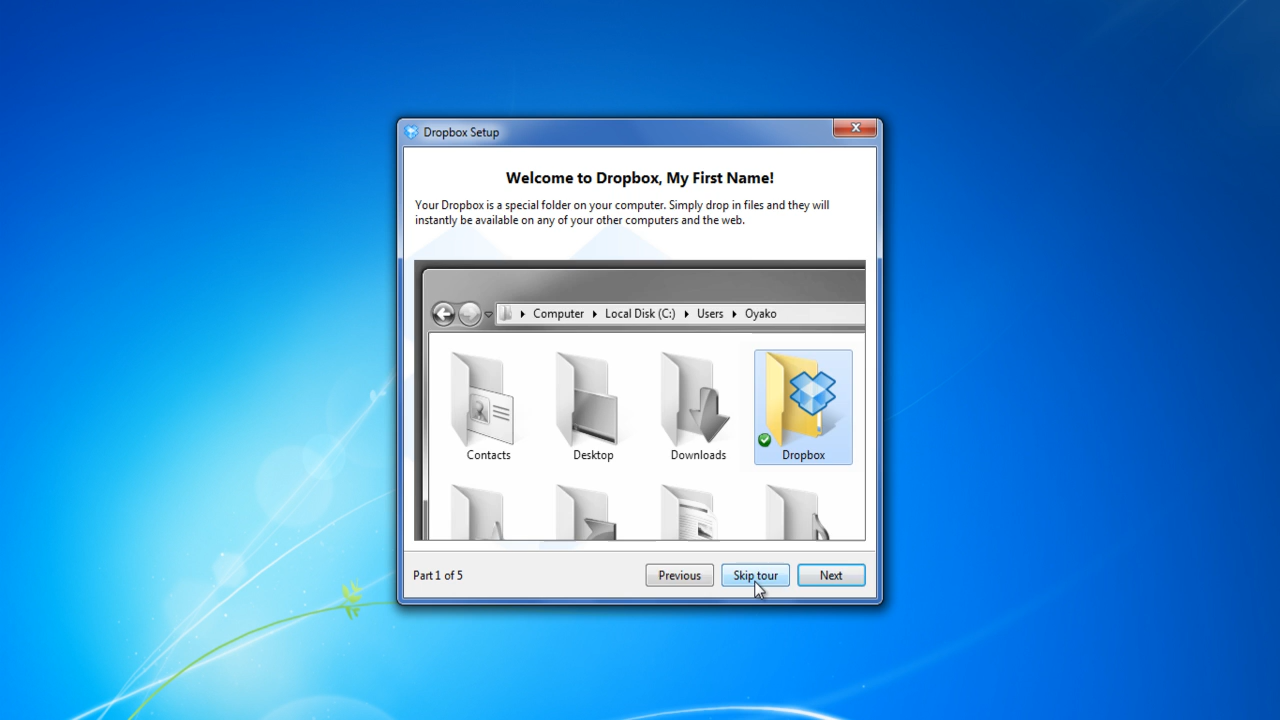 Dropbox Setup
Welcome to Dropbox, My First Name!
Your Dropbox is a special folder on your computer. Simply drop in files and they will
instantly be available on any of your other computers and the web.
Computer Local Disk (C:) Users Oyako
Contacts Desktop Downloads Dropbox
Part 1 of 5 Previous Skip tour Next